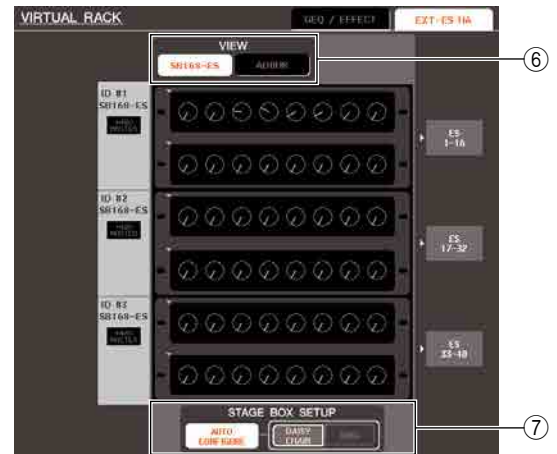 VIRTUAL RACK
GEQ / EFFECT
EXT-ES HA
VIEW
SB168-ES
⑥
ID #1
SB168-ES
ES
1-16
ID #2
SB168-ES
ES
17-32
ID #3
SB168-ES
ES
33-48
STAGE BOX SETUP
AUTO
CONFIGURE
DAISY
CHAIN
⑦